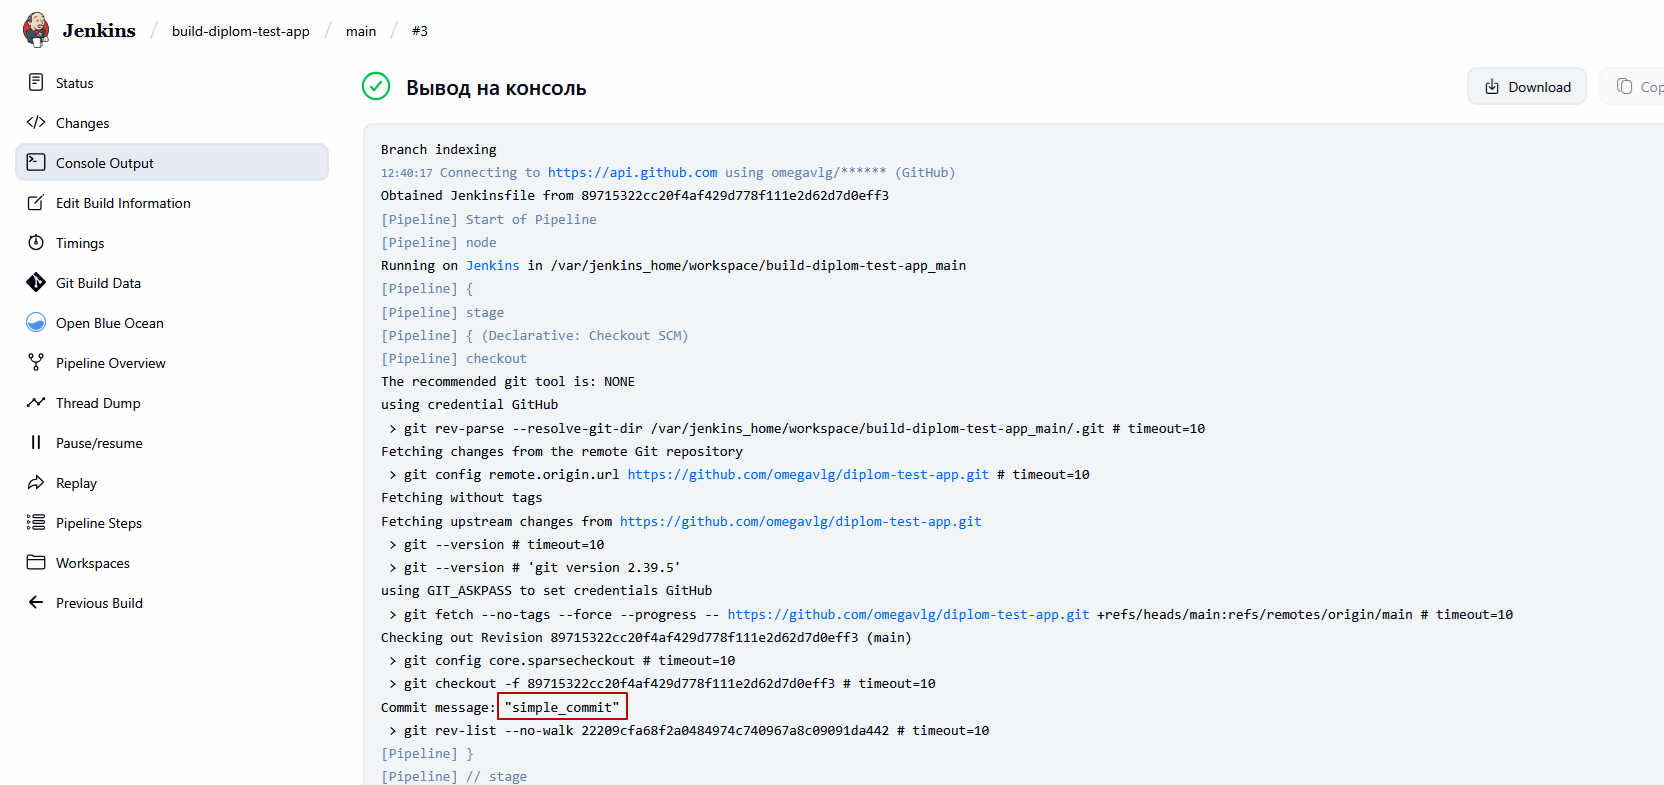 Jenkins / build-diplom-test-app / main / #3
Status
Changes
Console Output
Edit Build Information
Timings
Git Build Data
Open Blue Ocean
Pipeline Overview
Thread Dump
Pause/resume
Replay
Pipeline Steps
Workspaces
Previous Build
Вывод на консоль
Download
Cop
Branch indexing
12:40:17 Connecting to https://api.github.com using omegavlg/****** (GitHub)
Obtained Jenkinsfile from 89715322cc20f4af429d778f111e2d62d7d0eff3
[Pipeline] Start of Pipeline
[Pipeline] node
Running on Jenkins in /var/jenkins_home/workspace/build-diplom-test-app_main
[Pipeline] {
[Pipeline] stage
[Pipeline] { (Declarative: Checkout SCM)
[Pipeline] checkout
The recommended git tool is: NONE
using credential GitHub
> git rev-parse --resolve-git-dir /var/jenkins_home/workspace/build-diplom-test-app_main/.git # timeout=10
Fetching changes from the remote Git repository
> git config remote.origin.url https://github.com/omegavlg/diplom-test-app.git # timeout=10
Fetching without tags
Fetching upstream changes from https://github.com/omegavlg/diplom-test-app.git
> git --version # timeout=10
> git --version # 'git version 2.39.5'
using GIT_ASKPASS to set credentials GitHub
> git fetch --no-tags --force --progress -- https://github.com/omegavlg/diplom-test-app.git +refs/heads/main:refs/remotes/origin/main # timeout=10
Checking out Revision 89715322cc20f4af429d778f111e2d62d7d0eff3 (main)
> git config core.sparsecheckout # timeout=10
> git checkout -f 89715322cc20f4af429d778f111e2d62d7d0eff3 # timeout=10
Commit message: "simple_commit"
> git rev-list --no-walk 22209cfa68f2a0484974c740967a8c09091da442 # timeout=10
[Pipeline] }
[Pipeline] // stage